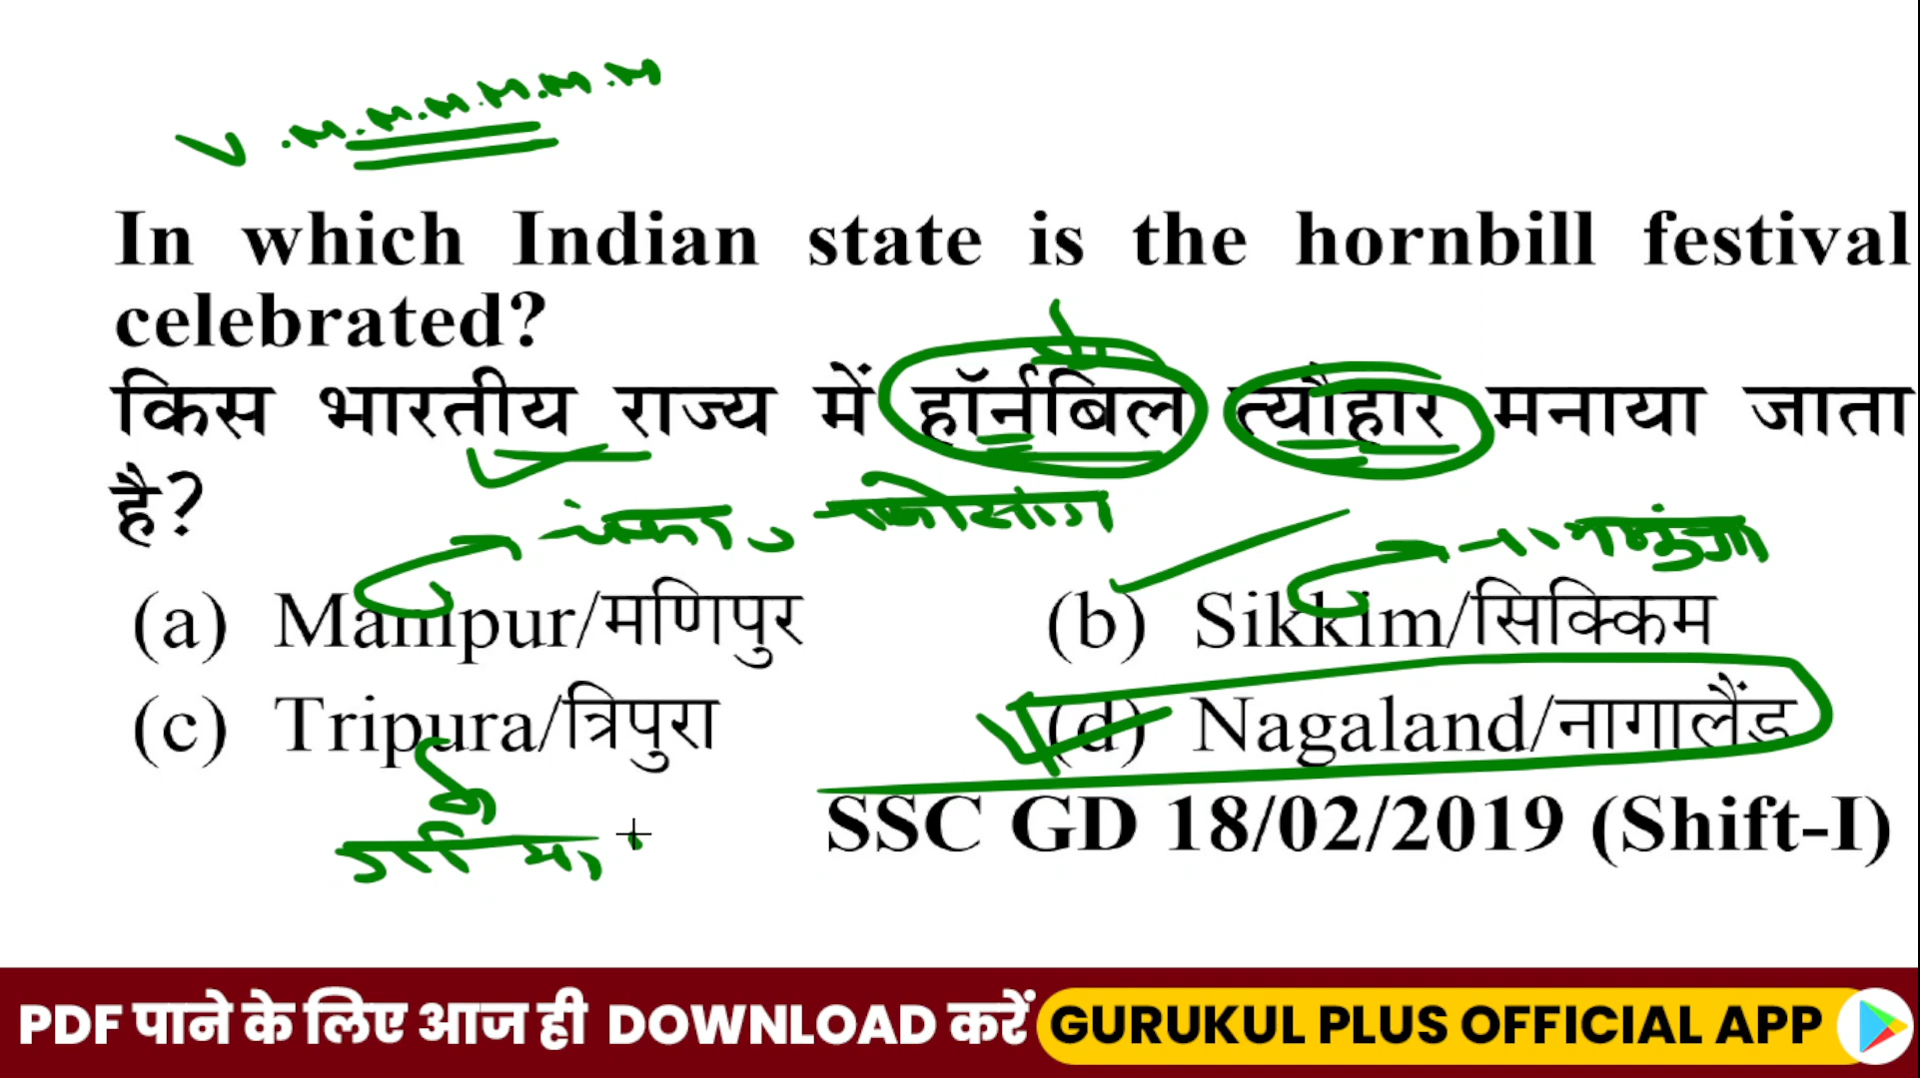 V.M.M.M.M.M.M
In which Indian state is the hornbill festival
celebrated?
किस भारतीय राज्य में हॉर्नबिल त्यौहार मनाया जाता
है?
(a) Manipur/मणिपुर (b) Sikkim/सिक्किम
(c) Tripura/त्रिपुरा (d) Nagaland/नागालैंड
SSC GD 18/02/2019 (Shift-I)
PDF पाने के लिए आज ही DOWNLOAD करें GURUKUL PLUS OFFICIAL APP